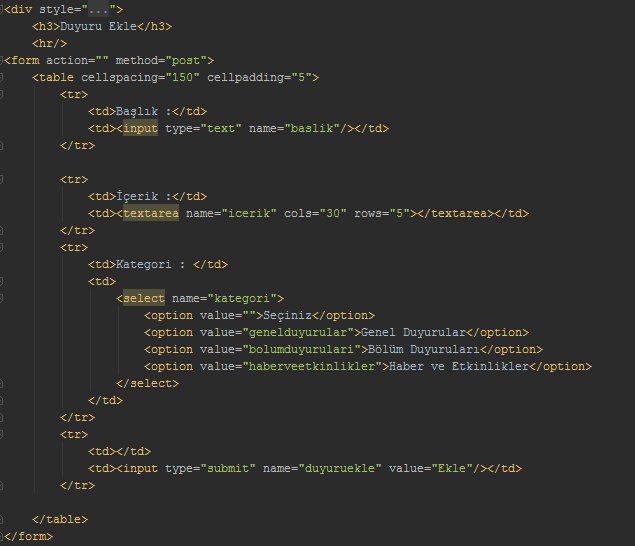 <div style="...">
<h3>Duyuru Ekle</h3>
<hr/>
<form action="" method="post">
<table cellspacing="150" cellpadding="5">
<tr>
<td>Başlık :</td>
<td><input type="text" name="baslik"/></td>
</tr>
<tr>
<td>İçerik :</td>
<td><textarea name="icerik" cols="30" rows="5"></textarea></td>
</tr>
<tr>
<td>Kategori : </td>
<td>
<select name="kategori">
<option value="">Seçiniz</option>
<option value="genelduyurular">Genel Duyurular</option>
<option value="bolumduyurulari">Bölüm Duyuruları</option>
<option value="haberveetkinlikler">Haber ve Etkinlikler</option>
</select>
</td>
</tr>
<tr>
<td></td>
<td><input type="submit" name="duyuruekle" value="Ekle"/></td>
</tr>
</table>
</form>